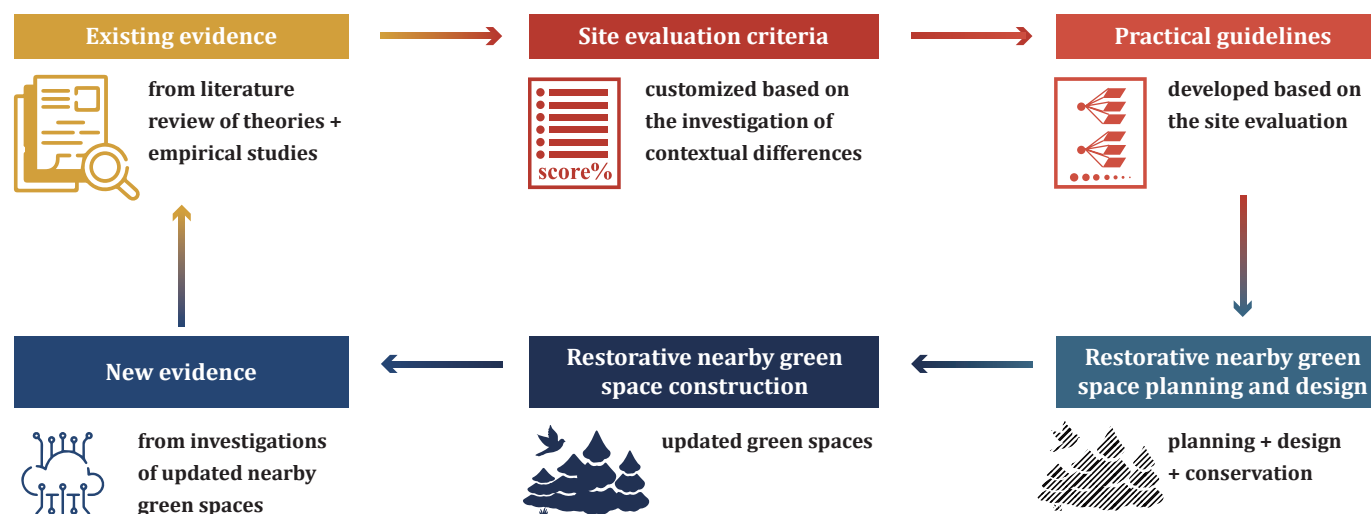 Existing evidence
from literature
review of theories +
empirical studies
Site evaluation criteria
customized based on
the investigation of
contextual differences
score%
Practical guidelines
developed based on
the site evaluation
New evidence
from investigations
of updated nearby
green spaces
Restorative nearby green
space construction
updated green spaces
Restorative nearby green
space planning and design
planning + design
+ conservation